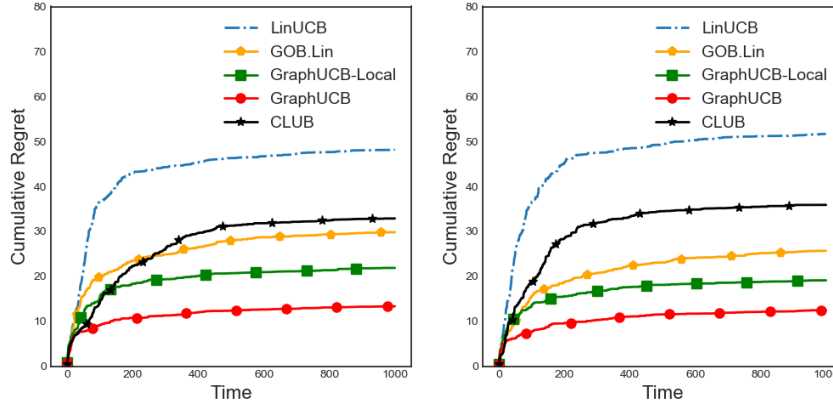 80
70
60
50
40
30
20
10
0
Cumulative Regret
LinUCB
GOB.Lin
GraphUCB-Local
GraphUCB
CLUB
0 200 400 600 800 1000
Time
80
70
60
50
40
30
20
10
0
Cumulative Regret
LinUCB
GOB.Lin
GraphUCB-Local
GraphUCB
CLUB
0 200 400 600 800 100
Time